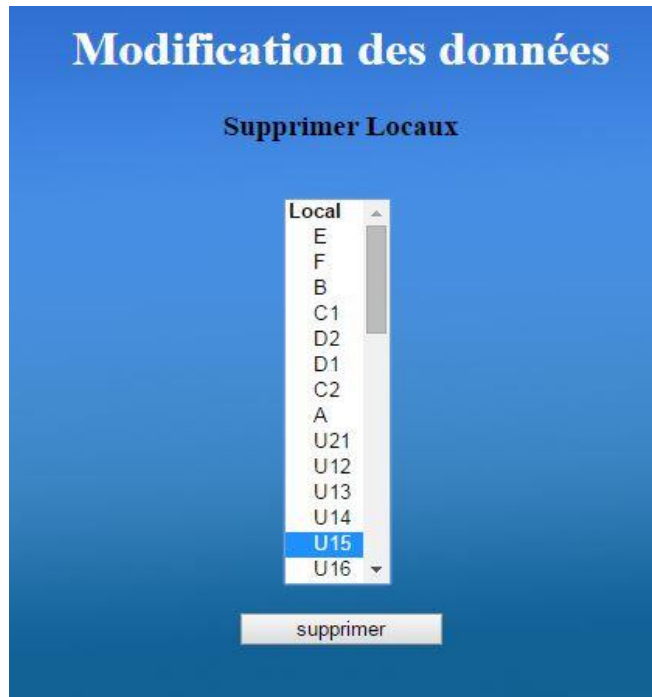 Modification des données
Supprimer Locaux
Local
E
F
B
C1
D2
D1
C2
A
U21
U12
U13
U14
U15
U16
supprimer